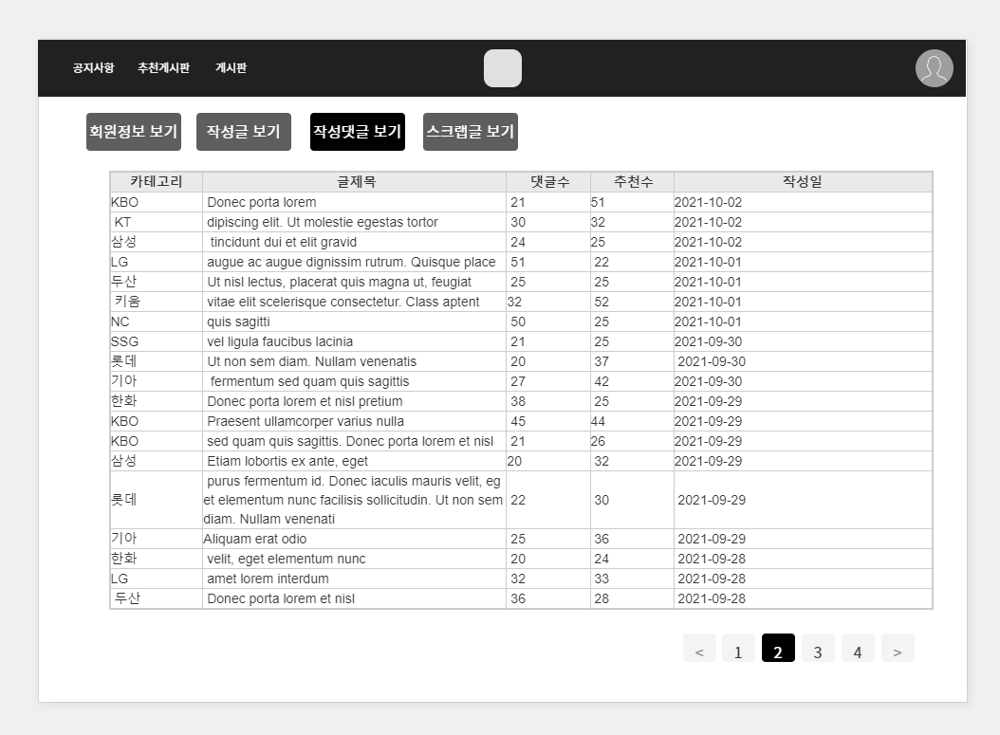 공지사항 추천게시판 게시판
회원정보 보기 작성글 보기 작성댓글 보기 스크랩글 보기
카테고리 글제목 댓글수 추천수 작성일
KBO Donec porta lorem 21 51 2021-10-02
KT dipiscing elit. Ut molestie egestas tortor 30 32 2021-10-02
삼성 tincidunt dui et elit gravid 24 25 2021-10-02
LG augue ac augue dignissim rutrum. Quisque place 51 22 2021-10-01
두산 Ut nisl lectus, placerat quis magna ut, feugiat 25 25 2021-10-01
키움 vitae elit scelerisque consectetur. Class aptent 32 52 2021-10-01
NC quis sagitti 50 25 2021-10-01
SSG vel ligula faucibus lacinia 21 25 2021-09-30
롯데 Ut non sem diam. Nullam venenatis 20 37 2021-09-30
기아 fermentum sed quam quis sagittis 27 42 2021-09-30
한화 Donec porta lorem et nisl pretium 38 25 2021-09-29
KBO Praesent ullamcorper varius nulla 45 44 2021-09-29
KBO sed quam quis sagittis. Donec porta lorem et nisl 21 26 2021-09-29
삼성 Etiam lobortis ex ante, eget 20 32 2021-09-29
purus fermentum id. Donec iaculis mauris velit, eg
롯데 et elementum nunc facilisis sollicitudin. Ut non sem 22 30 2021-09-29
diam. Nullam venenati
기아 Aliquam erat odio 25 36 2021-09-29
한화 velit, eget elementum nunc 20 24 2021-09-28
LG amet lorem interdum 32 33 2021-09-28
두산 Donec porta lorem et nisl 36 28 2021-09-28
< 1 2 3 4 >